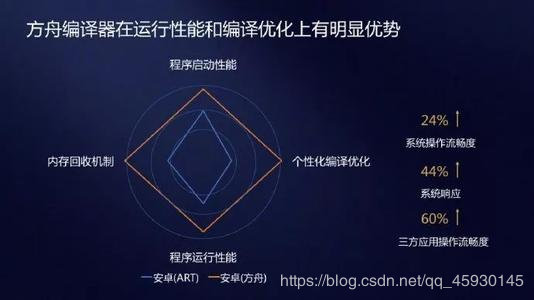 方舟编译器在运行性能和编译优化上有明显优势
程序启动性能
内存回收机制
个性化编译优化
程序运行性能
安卓(ART) 安卓(方舟)
24% ↑
系统操作流畅度
44% ↑
系统响应
60% ↑
三方应用操作流畅度
https://blog.csdn.net/qq_45930145